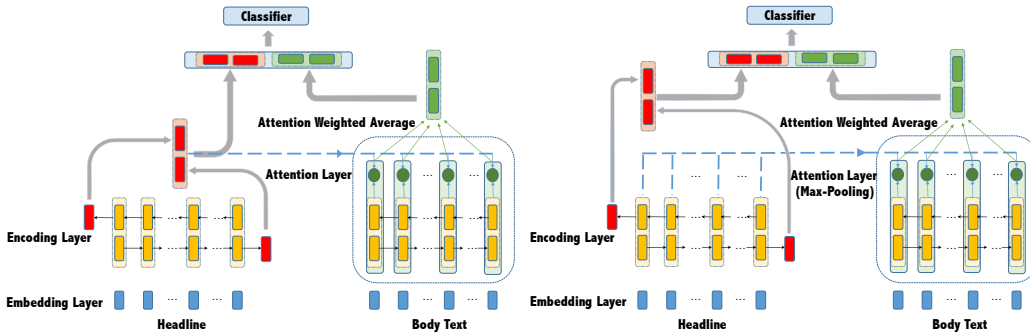 Classifier
Attention Weighted Average
Attention Layer
Encoding Layer
Embedding Layer
Headline
Body Text
Classifier
Attention Weighted Average
Attention Layer
(Max-Pooling)
Encoding Layer
Embedding Layer
Headline
Body Text